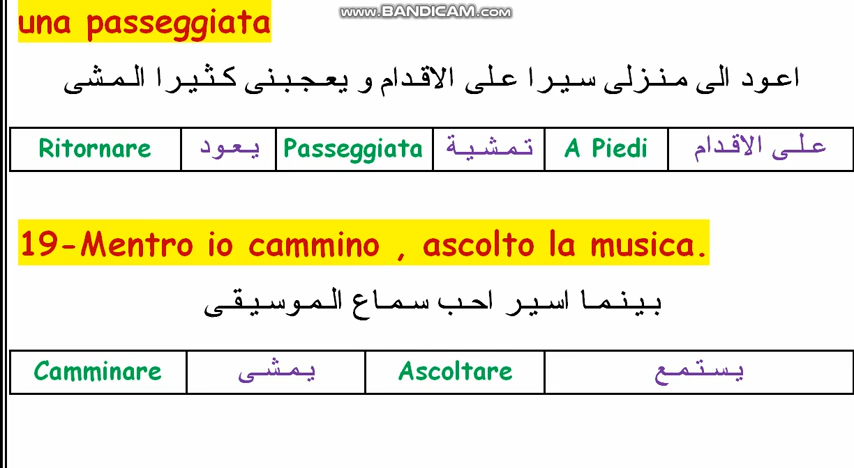 www.BANDICAM.com
una passeggiata
اعود الى منزلى سيرا على الاقدام و يعجبنى كثيرا المشى
Ritornare يعود Passeggiata تمشية A Piedi على الاقدام
19-Mentro io cammino , ascolto la musica.
بينما اسير احب سماع الموسيقى
Camminare يمشى Ascoltare يستمع